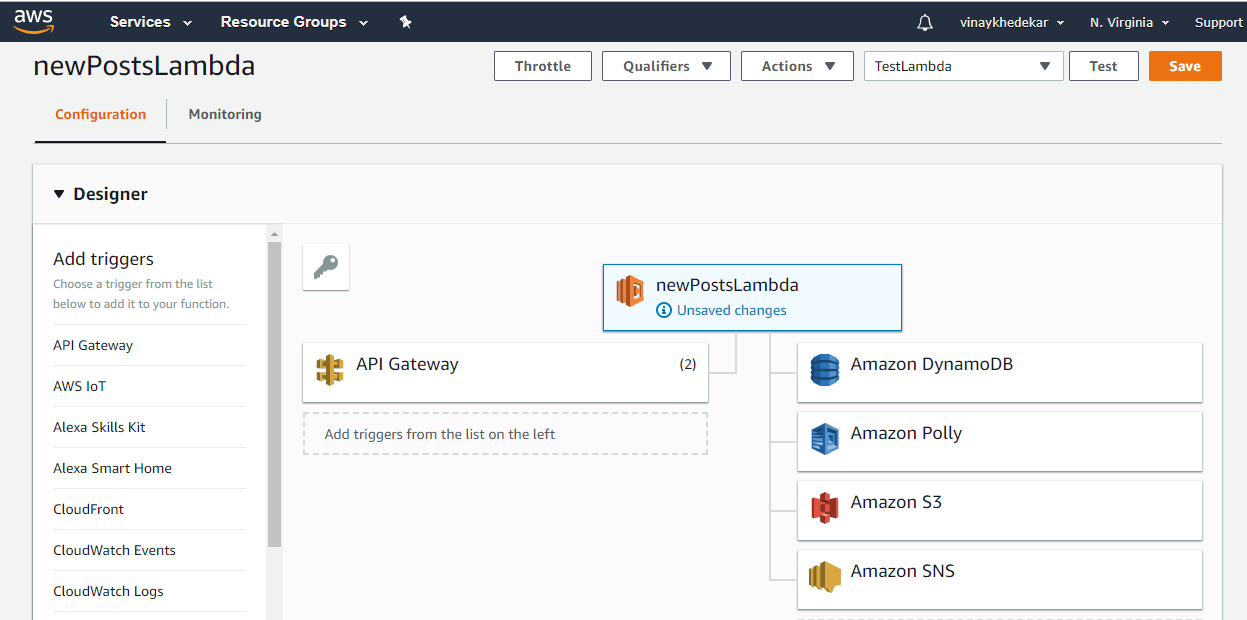 aws Services Resource Groups vinaykhedekar N. Virginia Support
newPostsLambda Throttle Qualifiers Actions TestLambda Test Save
Configuration Monitoring
Designer
Add triggers
Choose a trigger from the list
below to add it to your function.
API Gateway
AWS IoT
Alexa Skills Kit
Alexa Smart Home
CloudFront
CloudWatch Events
CloudWatch Logs
newPostsLambda
Unsaved changes
API Gateway (2)
Add triggers from the list on the left
Amazon DynamoDB
Amazon Polly
Amazon S3
Amazon SNS